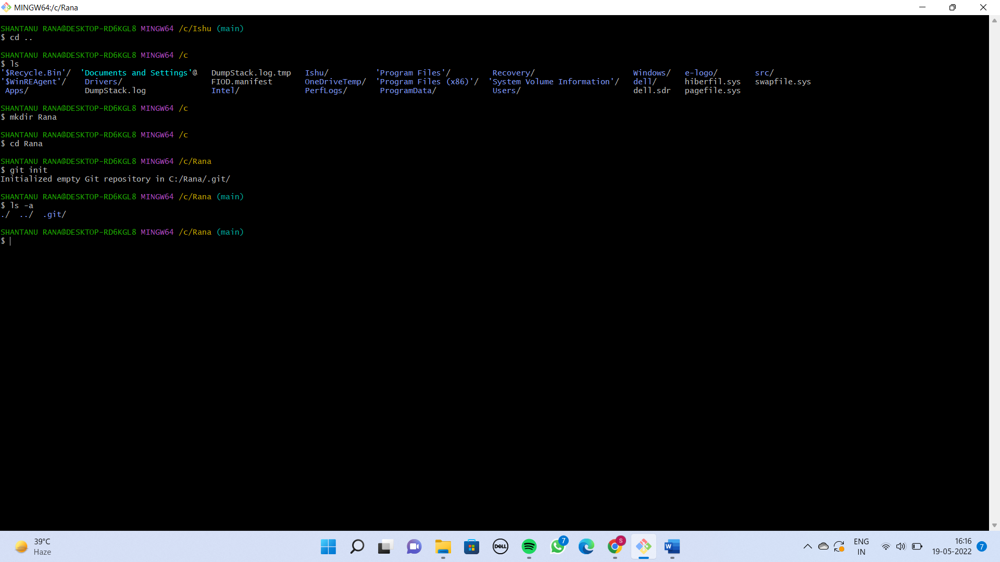 MINGW64:/c/Rana
SHANTANU RANA@DESKTOP-RD6KGL8 MINGW64 /c/Ishu (main)
$ cd ..
SHANTANU RANA@DESKTOP-RD6KGL8 MINGW64 /c
$ ls
'$Recycle.Bin'/  'Documents and Settings'@   DumpStack.log.tmp   Ishu/          'Program Files'/         Recovery/                     Windows/   e-logo/        src/
'$WinREAgent'/    Drivers/                   FIOD.manifest       OneDriveTemp/  'Program Files (x86)'/  'System Volume Information'/   dell/      hiberfil.sys   swapfile.sys
 Apps/            DumpStack.log              Intel/              PerfLogs/       ProgramData/            Users/                        dell.sdr   pagefile.sys
SHANTANU RANA@DESKTOP-RD6KGL8 MINGW64 /c
$ mkdir Rana
SHANTANU RANA@DESKTOP-RD6KGL8 MINGW64 /c
$ cd Rana
SHANTANU RANA@DESKTOP-RD6KGL8 MINGW64 /c/Rana
$ git init
Initialized empty Git repository in C:/Rana/.git/
SHANTANU RANA@DESKTOP-RD6KGL8 MINGW64 /c/Rana (main)
$ ls -a
./  ../  .git/
SHANTANU RANA@DESKTOP-RD6KGL8 MINGW64 /c/Rana (main)
$
39°C
Haze
DELL
7
S
W
ENG
IN
16:16
19-05-2022
7